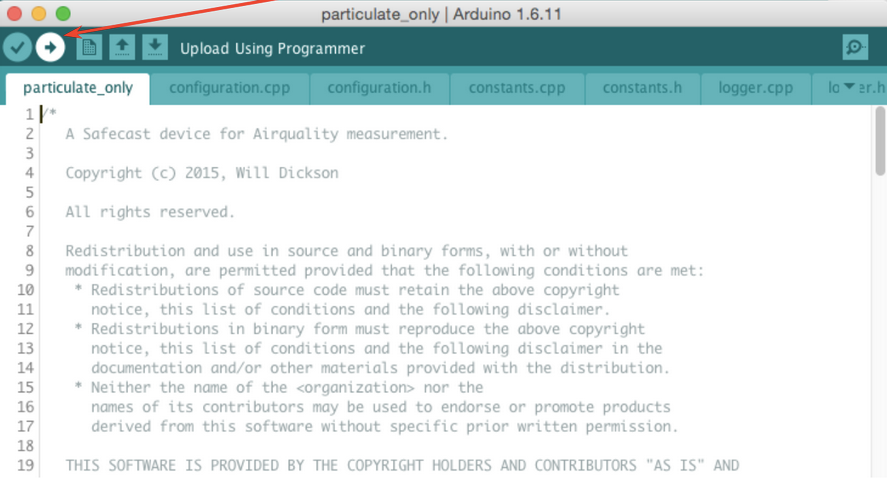 particulate_only | Arduino 1.6.11
Upload Using Programmer
particulate_only configuration.cpp configuration.h constants.cpp constants.h logger.cpp lo er.h
1 /*
2 A Safecast device for Airquality measurement.
3
4 Copyright (c) 2015, Will Dickson
5
6 All rights reserved.
7
8 Redistribution and use in source and binary forms, with or without
9 modification, are permitted provided that the following conditions are met:
10 * Redistributions of source code must retain the above copyright
11 notice, this list of conditions and the following disclaimer.
12 * Redistributions in binary form must reproduce the above copyright
13 notice, this list of conditions and the following disclaimer in the
14 documentation and/or other materials provided with the distribution.
15 * Neither the name of the <organization> nor the
16 names of its contributors may be used to endorse or promote products
17 derived from this software without specific prior written permission.
18
19 THIS SOFTWARE IS PROVIDED BY THE COPYRIGHT HOLDERS AND CONTRIBUTORS "AS IS" AND